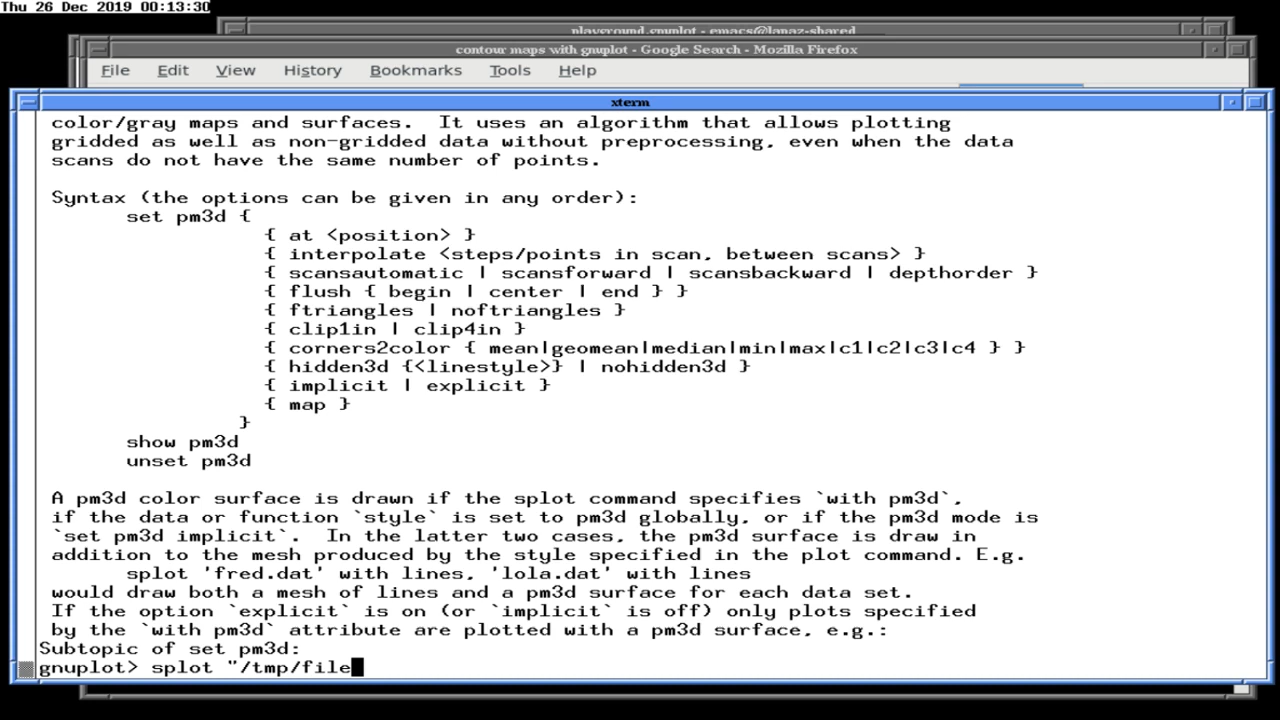 Thu 26 Dec 2019 00:13:30
playground.gnuplot - emacs@lapaz-shared
contour maps with gnuplot - Google Search - Mozilla Firefox
File Edit View History Bookmarks Tools Help
xterm
color/gray maps and surfaces.  It uses an algorithm that allows plotting
gridded as well as non-gridded data without preprocessing, even when the data
scans do not have the same number of points.
Syntax (the options can be given in any order):
set pm3d {
{ at <position> }
{ interpolate <steps/points in scan, between scans> }
{ scansautomatic | scansforward | scansbackward | depthorder }
{ flush { begin | center | end } }
{ ftriangles | noftriangles }
{ clip1in | clip4in }
{ corners2color { mean|geomean|median|min|max|c1|c2|c3|c4 } }
{ hidden3d {<linestyle>} | nohidden3d }
{ implicit | explicit }
{ map }
}
show pm3d
unset pm3d
A pm3d color surface is drawn if the splot command specifies `with pm3d`,
if the data or function `style` is set to pm3d globally, or if the pm3d mode is
`set pm3d implicit`.  In the latter two cases, the pm3d surface is draw in
addition to the mesh produced by the style specified in the plot command. E.g.
splot 'fred.dat' with lines, 'lola.dat' with lines
would draw both a mesh of lines and a pm3d surface for each data set.
If the option `explicit` is on (or `implicit` is off) only plots specified
by the `with pm3d` attribute are plotted with a pm3d surface, e.g.:
Subtopic of set pm3d:
gnuplot> splot "/tmp/file